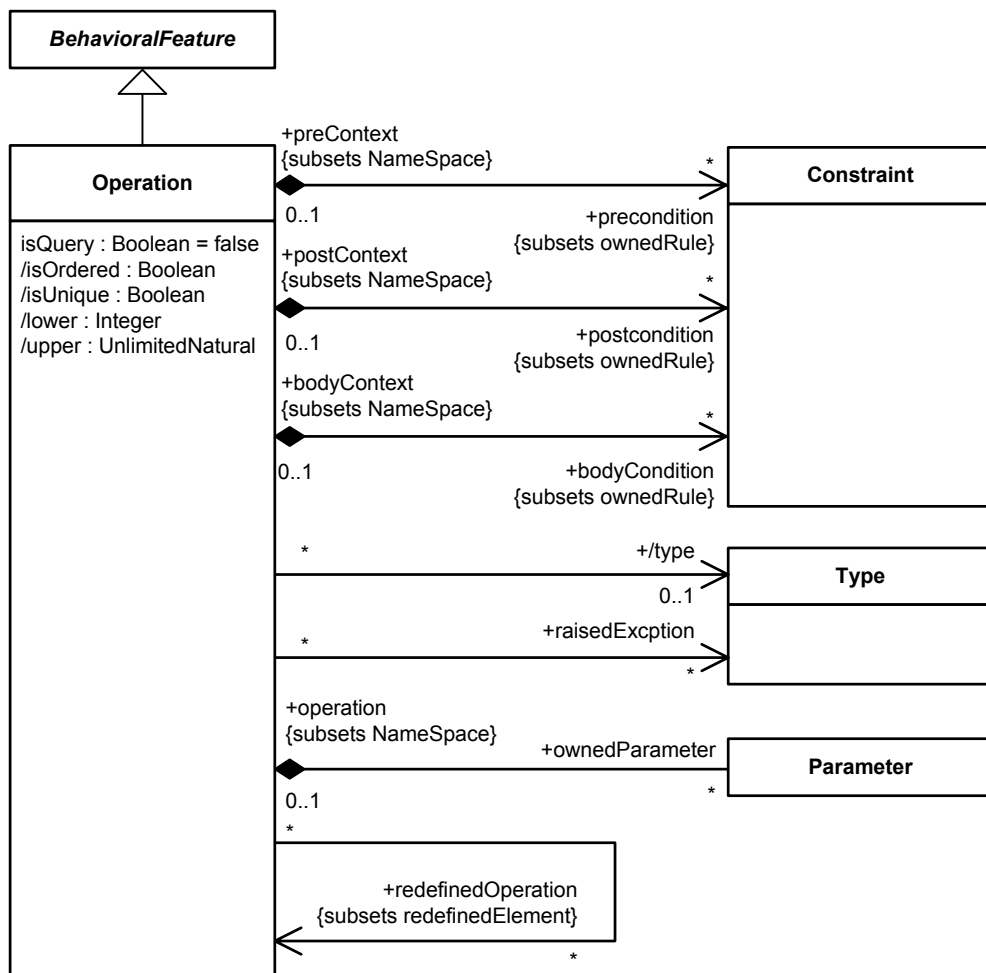 BehavioralFeature
Operation
isQuery : Boolean = false
/isOrdered : Boolean
/isUnique : Boolean
/lower : Integer
/upper : UnlimitedNatural
+preContext
{subsets NameSpace}
*
0..1
+precondition
{subsets ownedRule}
+postContext
{subsets NameSpace}
*
0..1
+postcondition
{subsets ownedRule}
+bodyContext
{subsets NameSpace}
*
0..1
+bodyCondition
{subsets ownedRule}
Constraint
*
+/type
0..1
*
+raisedExcption
*
Type
+operation
{subsets NameSpace}
+ownedParameter
0..1
*
Parameter
*
+redefinedOperation
{subsets redefinedElement}
*